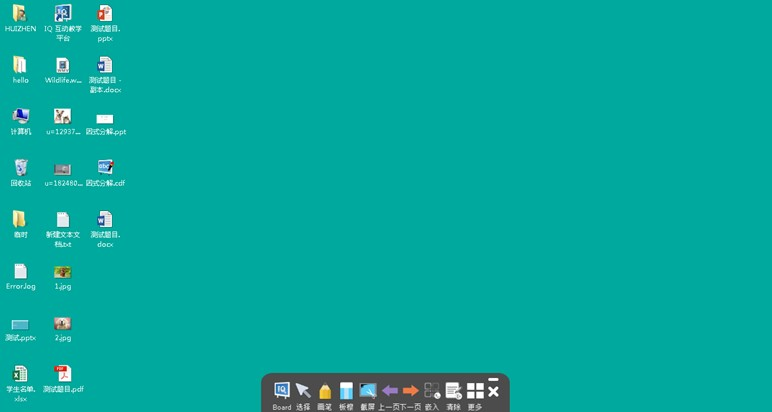 HUIZHEN
IQ 互动教学
平台
测试题目.
pptx
hello
Wildlife.w...
测试题目 -
副本.docx
计算机
u=12937...
因式分解.ppt
回收站
u=182480...
因式分解.cdf
临时
新建文本文
档.txt
测试题目.
docx
Error.log
1.jpg
测试.pptx
2.jpg
学生名单.
xlsx
测试题目.pdf
Board 选择 画笔 板擦 截屏 上一页 下一页 嵌入 清除 更多